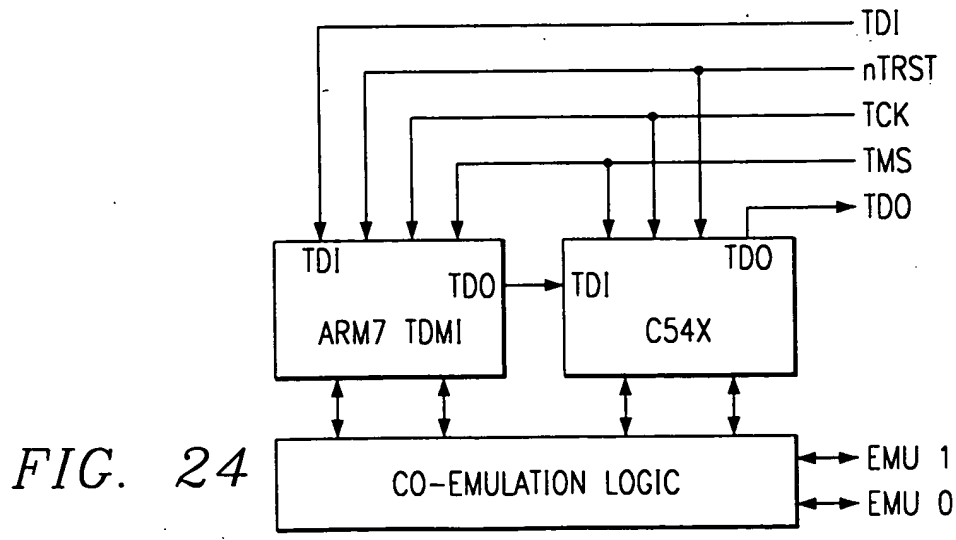 TDI
nTRST
TCK
TMS
TDO
TDI
TDO
TDO
TDI
ARM7 TDMI
C54X
FIG. 24
CO-EMULATION LOGIC
EMU 1
EMU 0